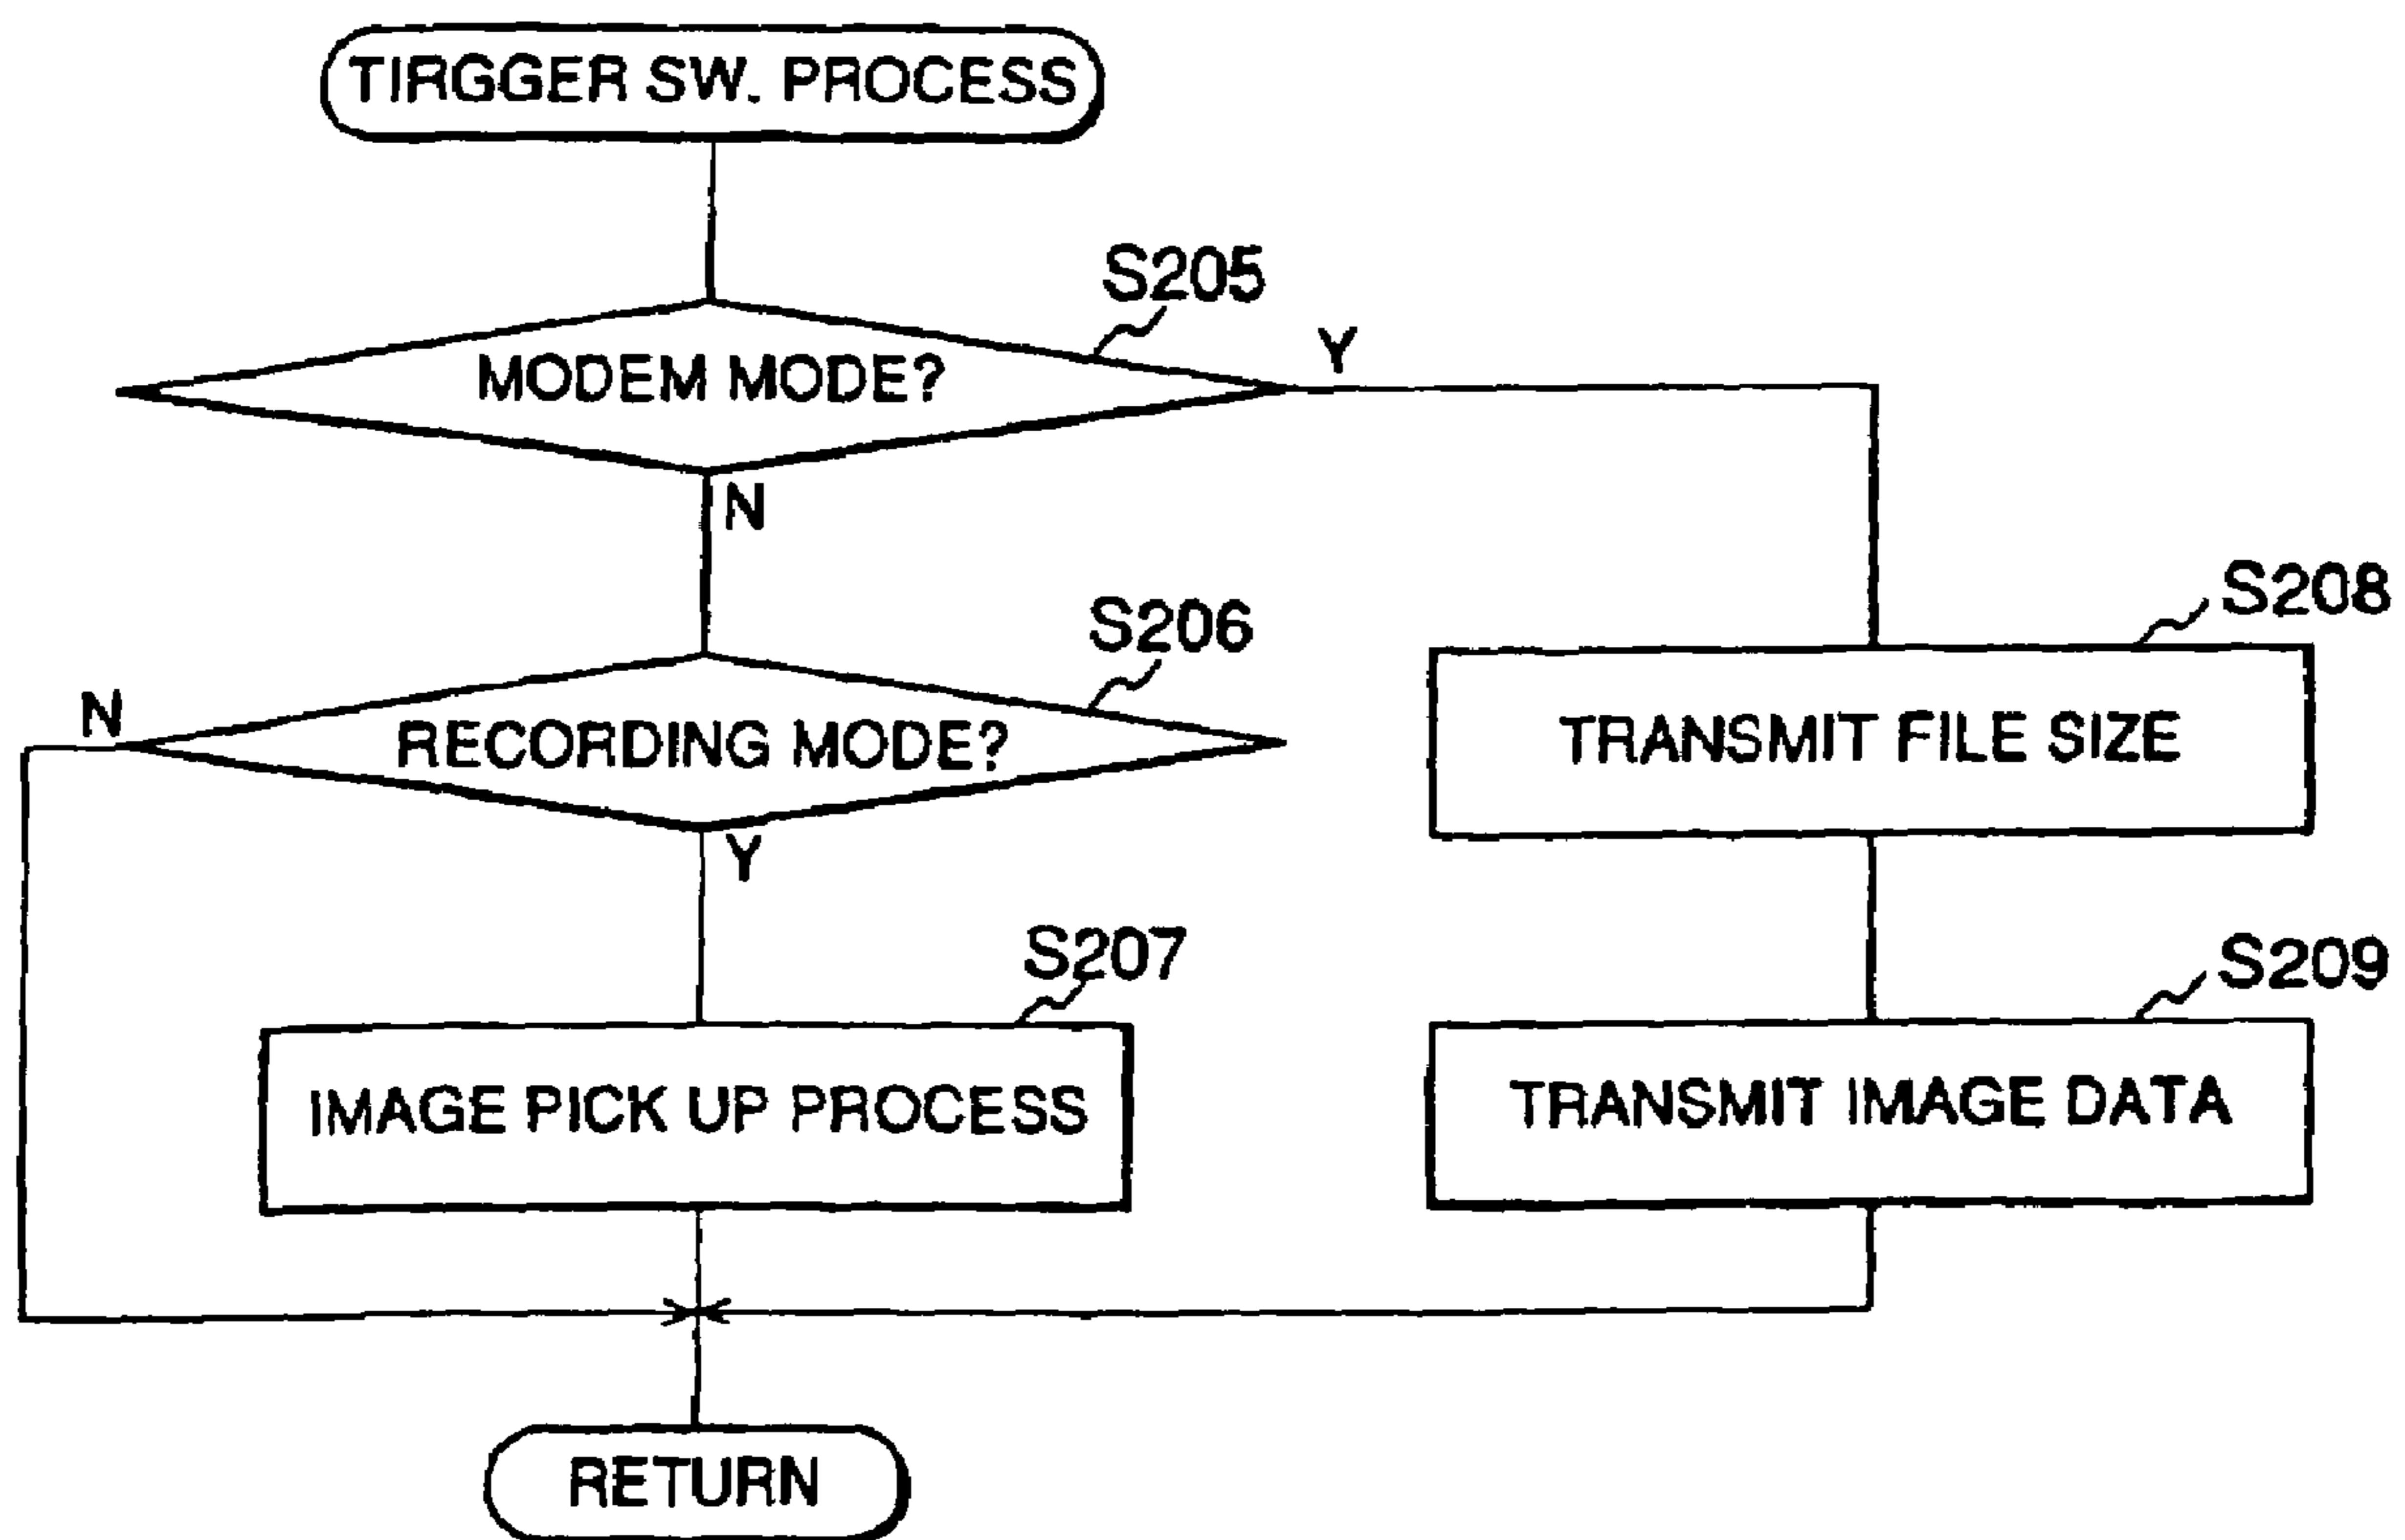 TIRGGER SW. PROCESS
S205
MODEM MODE?
Y
N
S206
RECORDING MODE?
N
Y
S207
IMAGE PICK UP PROCESS
S208
TRANSMIT FILE SIZE
S209
TRANSMIT IMAGE DATA
RETURN